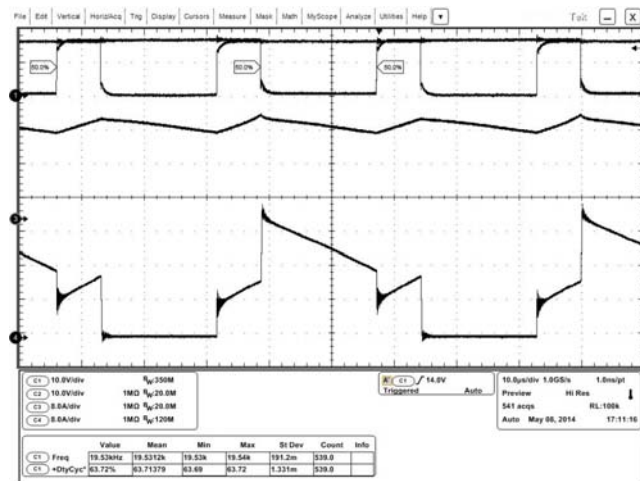 File Edit Vertical Horiz/Acq Trig Display Cursors Measure Mask Math MyScope Analyze Utilities Help
50.0% 50.0% 50.0%
1
3
4
C1 10.0V/div BW:350M
C2 10.0V/div 1MΩ BW:20.0M
C3 8.0A/div 1MΩ BW:20.0M
C4 8.0A/div 1MΩ BW:120M
A' C1 14.0V
Triggered Auto
10.0µs/div 1.0GS/s 1.0ns/pt
Preview Hi Res
541 acqs RL:100k
Auto May 08, 2014 17:11:16
Value Mean Min Max St Dev Count Info
C1 Freq 19.53kHz 19.5312k 19.53k 19.54k 191.2m 539.0
C1 +DtyCyc* 63.72% 63.71379 63.69 63.72 1.331m 539.0